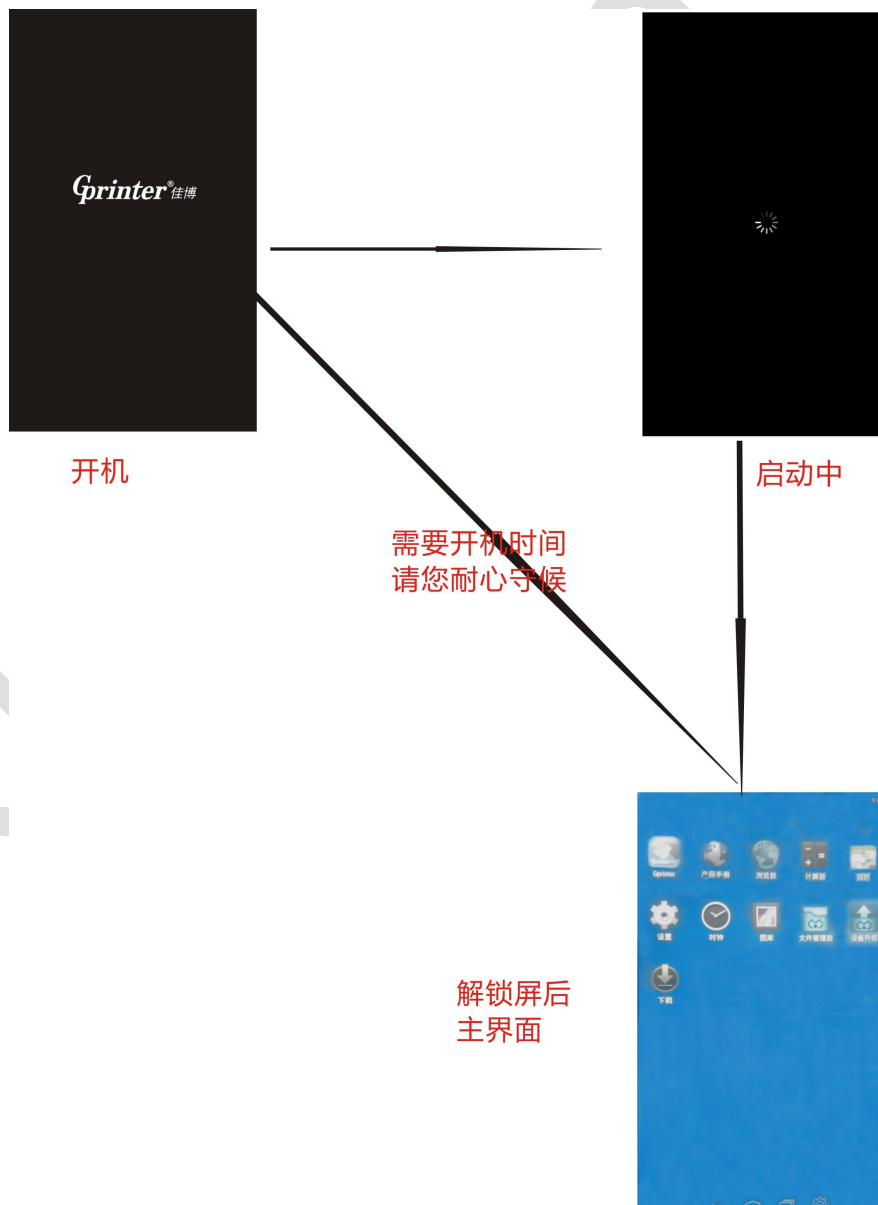 Gprinter®佳博
开机
启动中
需要开机时间
请您耐心守候
Gprinter
产品手册
浏览器
计算器
设置
时钟
图库
文件管理器
设备升级
下载
解锁屏后
主界面